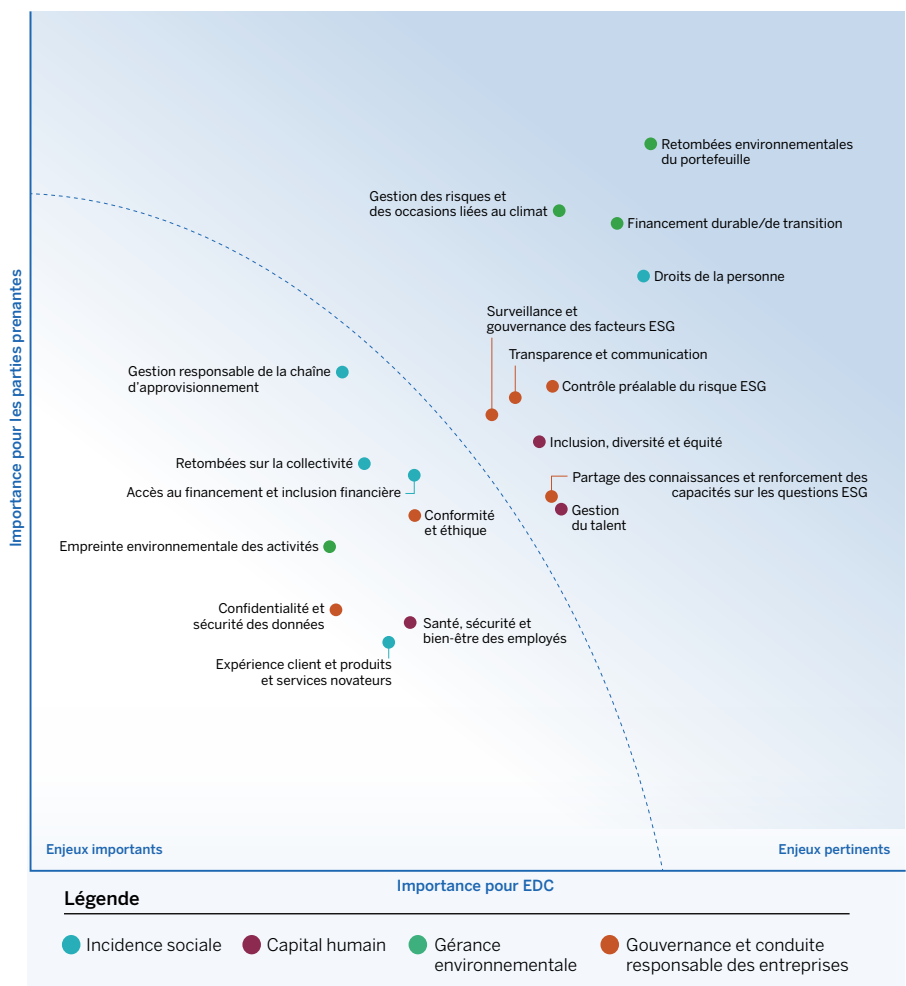 Importance pour les parties prenantes
Retombées environnementales
du portefeuille
Gestion des risques et
des occasions liées au climat
Financement durable/de transition
Droits de la personne
Surveillance et
gouvernance des facteurs ESG
Transparence et communication
Gestion responsable de la chaîne
d'approvisionnement
Contrôle préalable du risque ESG
Inclusion, diversité et équité
Retombées sur la collectivité
Partage des connaissances et renforcement des
capacités sur les questions ESG
Accès au financement et inclusion financière
Gestion
du talent
Conformité
et éthique
Empreinte environnementale des activités
Confidentialité et
sécurité des données
Santé, sécurité et
bien-être des employés
Expérience client et produits
et services novateurs
Enjeux importants
Enjeux pertinents
Importance pour EDC
Légende
Incidence sociale
Capital humain
Gérance
environnementale
Gouvernance et conduite
responsable des entreprises